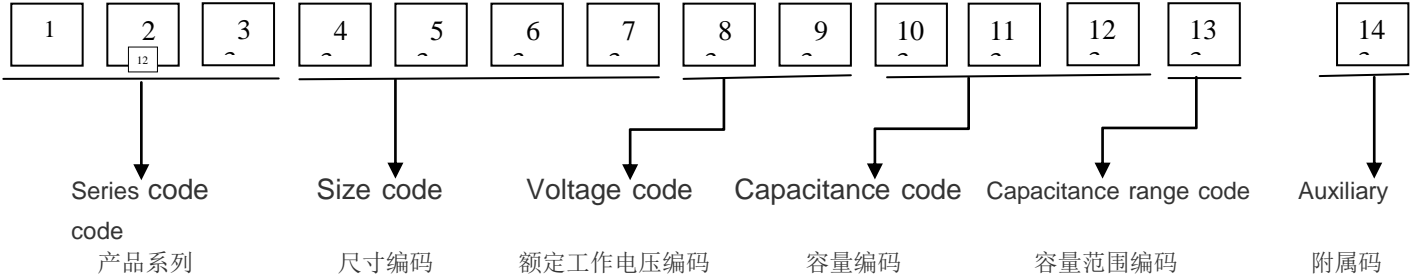 1 2 3 4 5 6 7 8 9 10 11 12 13 14
12
Series code Size code Voltage code Capacitance code Capacitance range code Auxiliary
code
产品系列 尺寸编码 额定工作电压编码 容量编码 容量范围编码 附属码